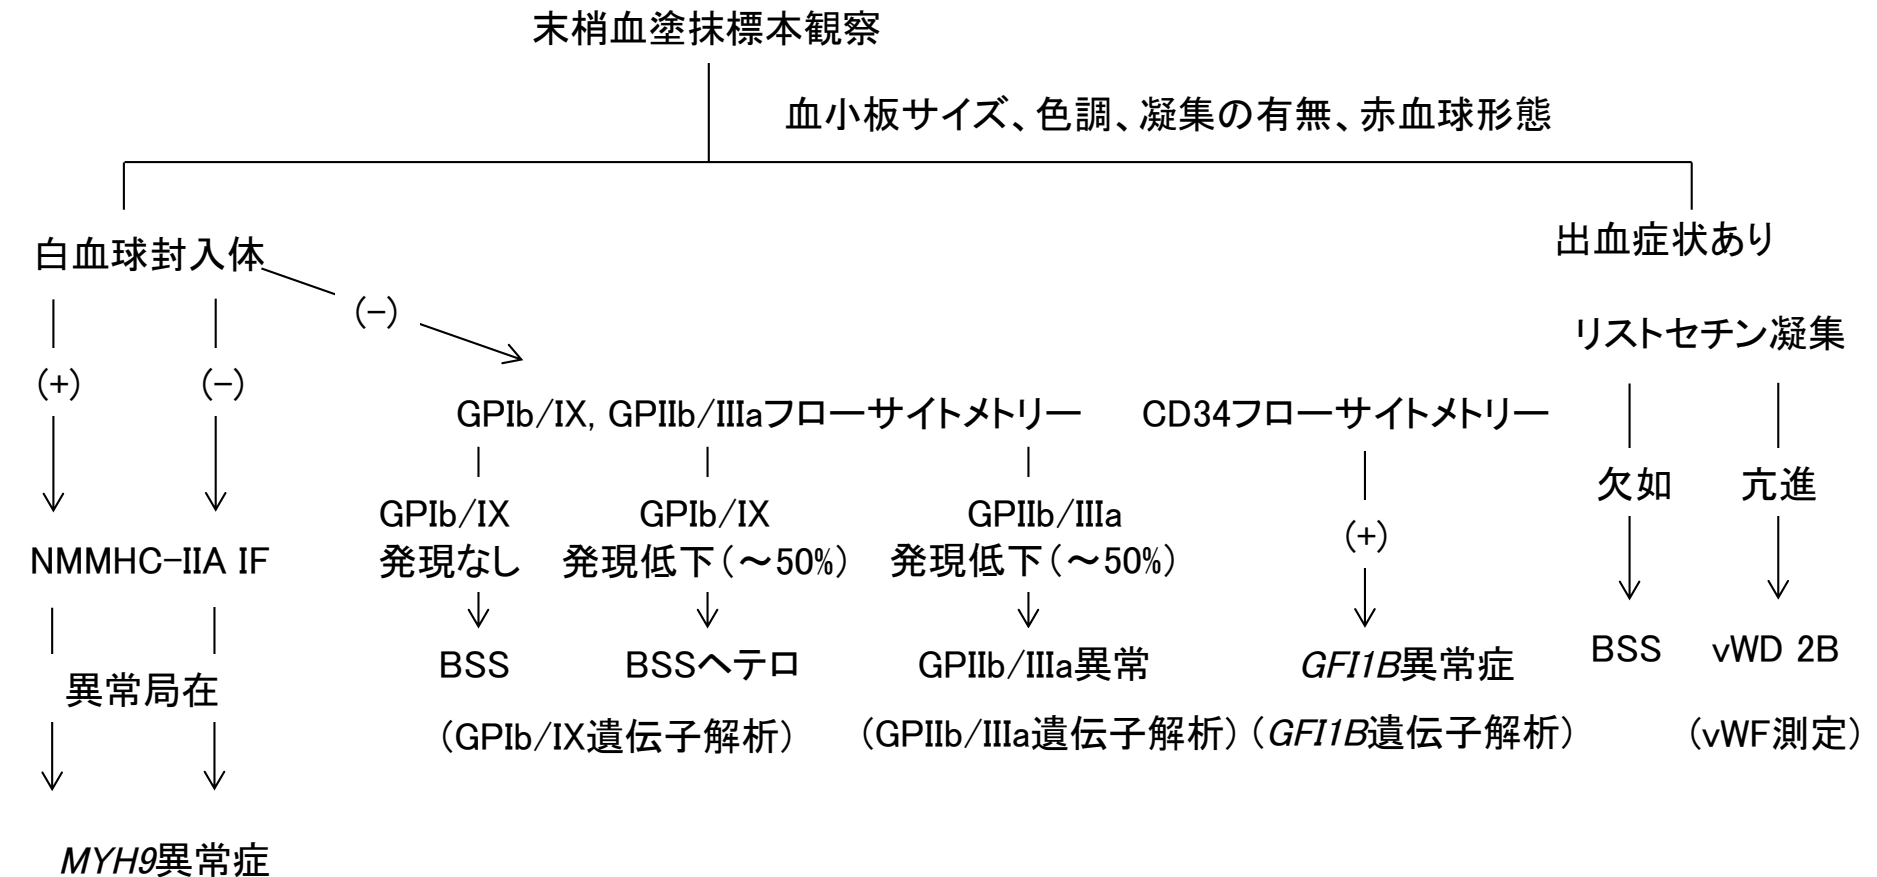 末梢血塗抹標本観察
血小板サイズ、色調、凝集の有無、赤血球形態
白血球封入体
出血症状あり
(−)
リストセチン凝集
(+)
(−)
GPIb/IX, GPIIb/IIIaフローサイトメトリー
CD34フローサイトメトリー
欠如
亢進
GPIb/IX
発現なし
GPIb/IX
発現低下（～50%）
GPIIb/IIIa
発現低下（～50%）
(+)
NMMHC−IIA IF
BSS
BSSヘテロ
GPIIb/IIIa異常
GFI1B異常症
BSS
vWD 2B
異常局在
（GPIb/IX遺伝子解析）
（GPIIb/IIIa遺伝子解析）
（GFI1B遺伝子解析）
（vWF測定）
MYH9異常症